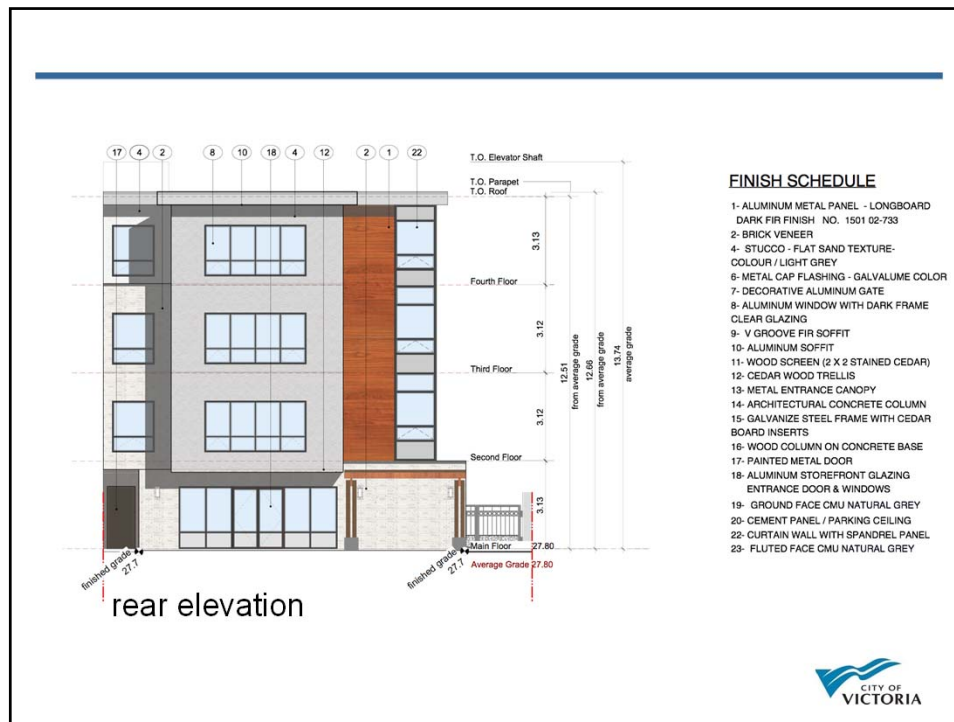 17 4 2 8 10 18 4 12 2 1 22
T.O. Elevator Shaft
T.O. Parapet
T.O. Roof
3.13
Fourth Floor
3.12
Third Floor
3.12
Second Floor
3.13
Main Floor 27.80
Average Grade 27.80
12.51
from average grade
12.66
from average grade
13.74
average grade
finished grade
27.7
finished grade
27.7
rear elevation
FINISH SCHEDULE
1- ALUMINUM METAL PANEL - LONGBOARD
DARK FIR FINISH NO. 1501 02-733
2- BRICK VENEER
4- STUCCO - FLAT SAND TEXTURE-
COLOUR / LIGHT GREY
6- METAL CAP FLASHING - GALVALUME COLOR
7- DECORATIVE ALUMINUM GATE
8- ALUMINUM WINDOW WITH DARK FRAME
CLEAR GLAZING
9- V GROOVE FIR SOFFIT
10- ALUMINUM SOFFIT
11- WOOD SCREEN (2 X 2 STAINED CEDAR)
12- CEDAR WOOD TRELLIS
13- METAL ENTRANCE CANOPY
14- ARCHITECTURAL CONCRETE COLUMN
15- GALVANIZE STEEL FRAME WITH CEDAR
BOARD INSERTS
16- WOOD COLUMN ON CONCRETE BASE
17- PAINTED METAL DOOR
18- ALUMINUM STOREFRONT GLAZING
ENTRANCE DOOR & WINDOWS
19- GROUND FACE CMU NATURAL GREY
20- CEMENT PANEL / PARKING CEILING
22- CURTAIN WALL WITH SPANDREL PANEL
23- FLUTED FACE CMU NATURAL GREY
CITY OF
VICTORIA